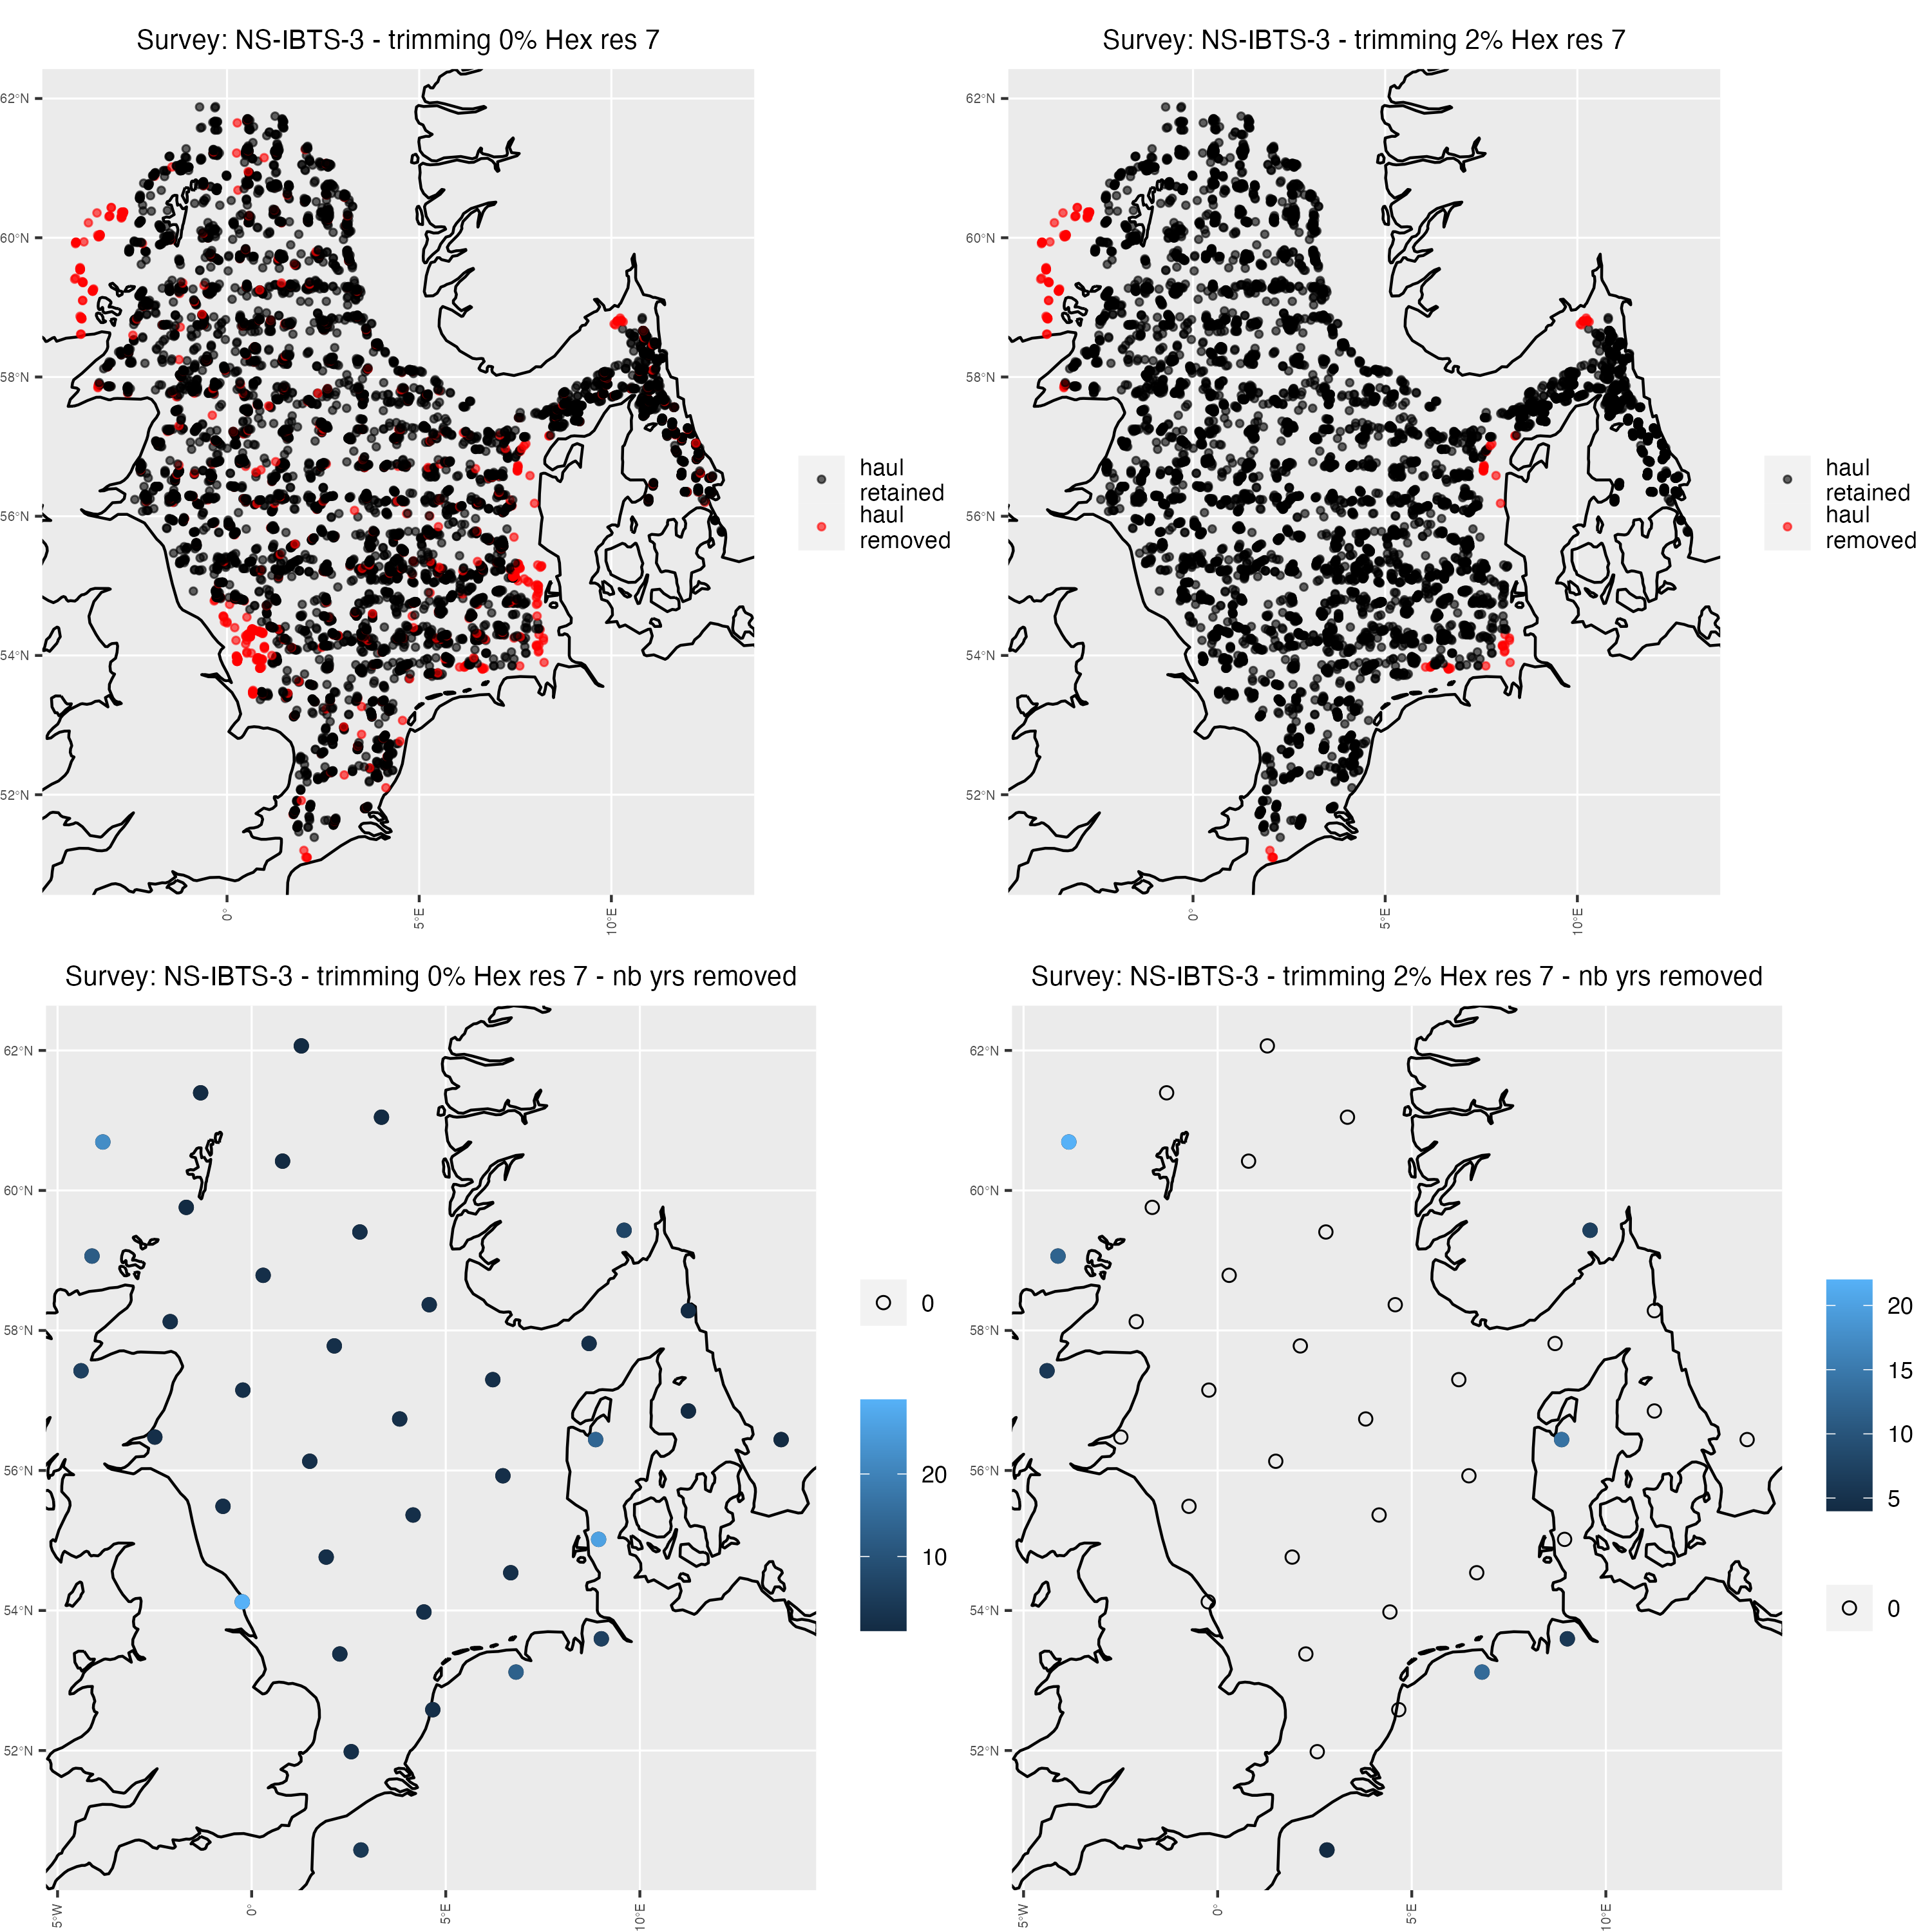 Survey: NS-IBTS-3 - trimming 0% Hex res 7
62°N
60°N
58°N
56°N
54°N
52°N
0°
5°E
10°E
haul
retained
haul
removed
Survey: NS-IBTS-3 - trimming 2% Hex res 7
62°N
60°N
58°N
56°N
54°N
52°N
0°
5°E
10°E
haul
retained
haul
removed
Survey: NS-IBTS-3 - trimming 0% Hex res 7 - nb yrs removed
62°N
60°N
58°N
56°N
54°N
52°N
5°W
0°
5°E
10°E
0
20
10
Survey: NS-IBTS-3 - trimming 2% Hex res 7 - nb yrs removed
62°N
60°N
58°N
56°N
54°N
52°N
5°W
0°
5°E
10°E
20
15
10
5
0